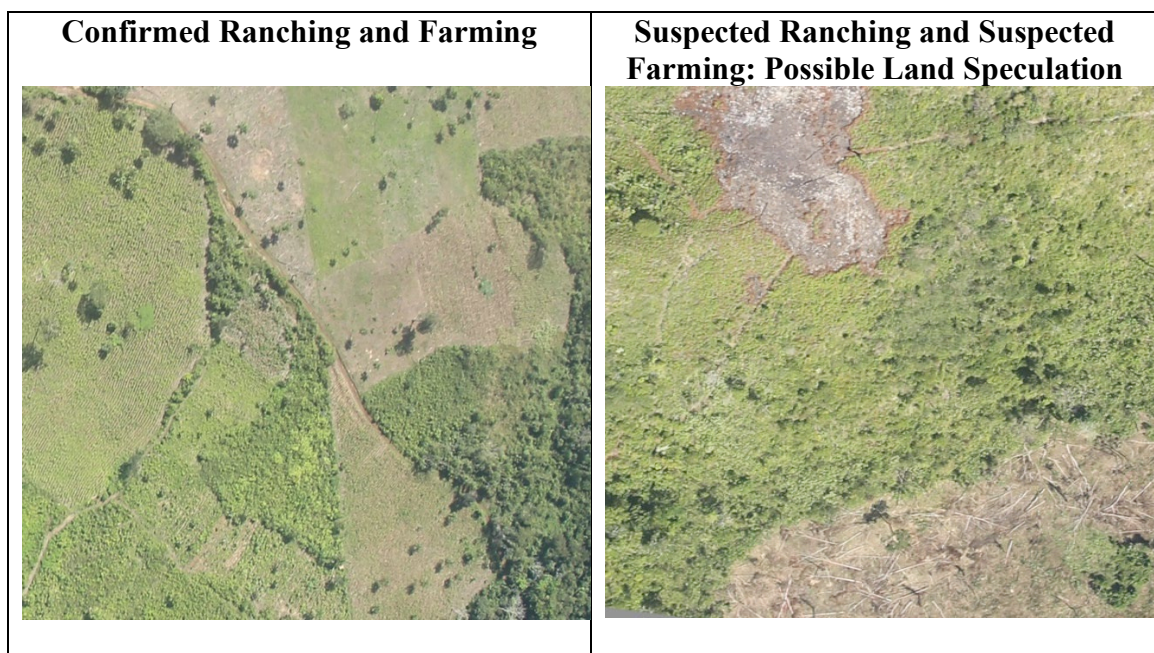 Confirmed Ranching and Farming
Suspected Ranching and Suspected
Farming: Possible Land Speculation